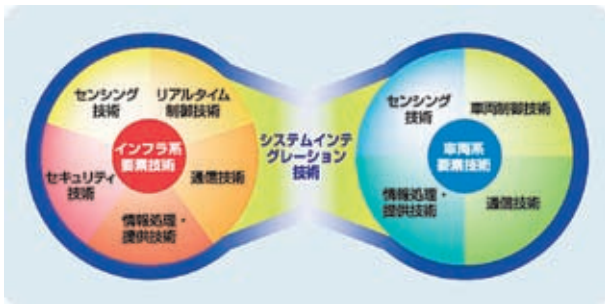 センシング
技術
リアルタイム
制御技術
インフラ系
要素技術
セキュリティ
技術
通信技術
情報処理・
提供技術
システムインテ
グレーション
技術
センシング
技術
車両制御技術
車両系
要素技術
情報処理・
提供技術
通信技術